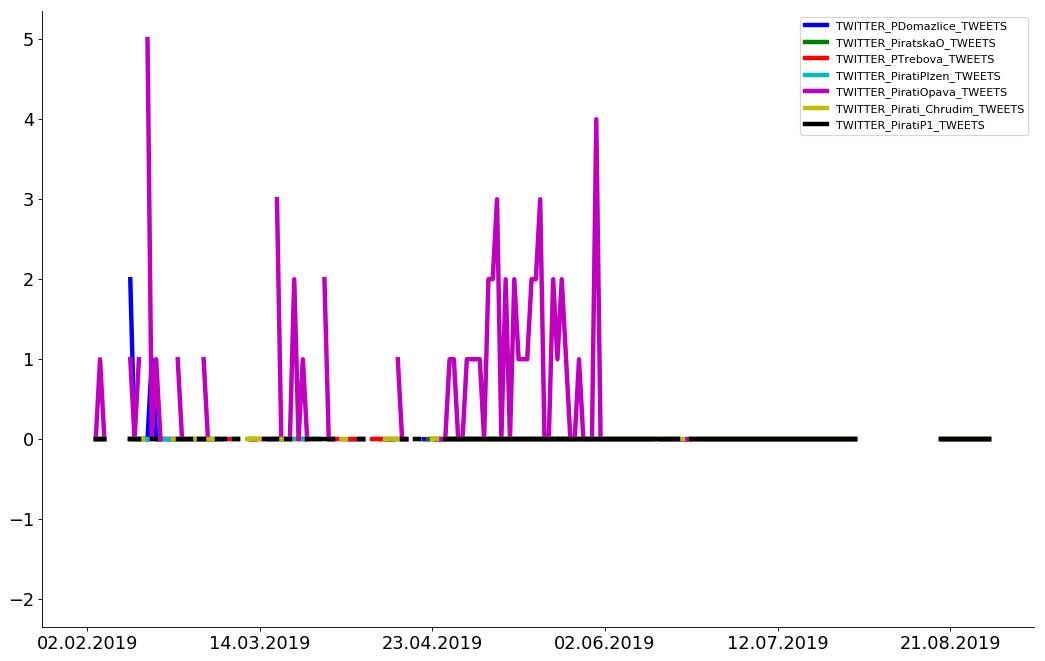 TWITTER_PDomazlice_TWEETS
TWITTER_PiratskaO_TWEETS
TWITTER_PTrebova_TWEETS
TWITTER_PiratiPlzen_TWEETS
TWITTER_PiratiOpava_TWEETS
TWITTER_Pirati_Chrudim_TWEETS
TWITTER_PiratiP1_TWEETS
5
4
3
2
1
0
−1
−2
02.02.2019 14.03.2019 23.04.2019 02.06.2019 12.07.2019 21.08.2019